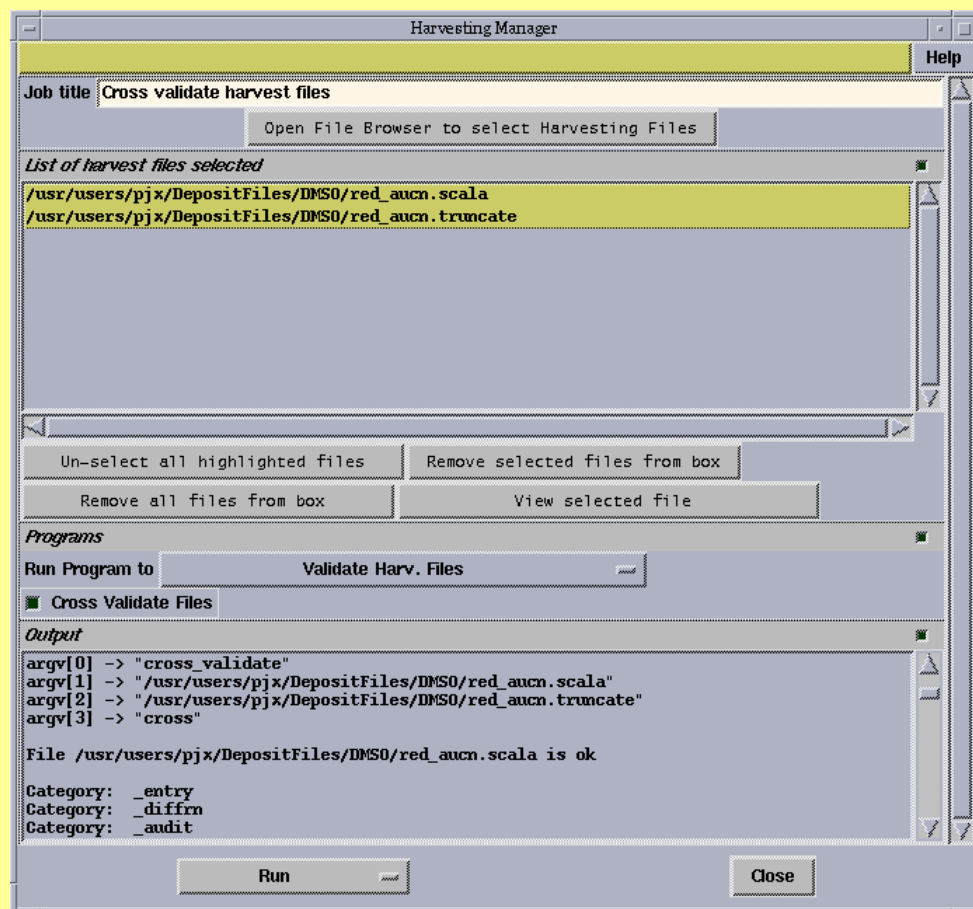 Harvesting Manager
Help
Job title Cross validate harvest files
Open File Browser to select Harvesting Files
List of harvest files selected
/usr/users/pjx/DepositFiles/DMSO/red_aucn.scala
/usr/users/pjx/DepositFiles/DMSO/red_aucn.truncate
Un-select all highlighted files Remove selected files from box
Remove all files from box View selected file
Programs
Run Program to Validate Harv. Files
Cross Validate Files
Output
argv[0] -> "cross_validate"
argv[1] -> "/usr/users/pjx/DepositFiles/DMSO/red_aucn.scala"
argv[2] -> "/usr/users/pjx/DepositFiles/DMSO/red_aucn.truncate"
argv[3] -> "cross"
File /usr/users/pjx/DepositFiles/DMSO/red_aucn.scala is ok
Category: _entry
Category: _diffrn
Category: _audit
Run Close